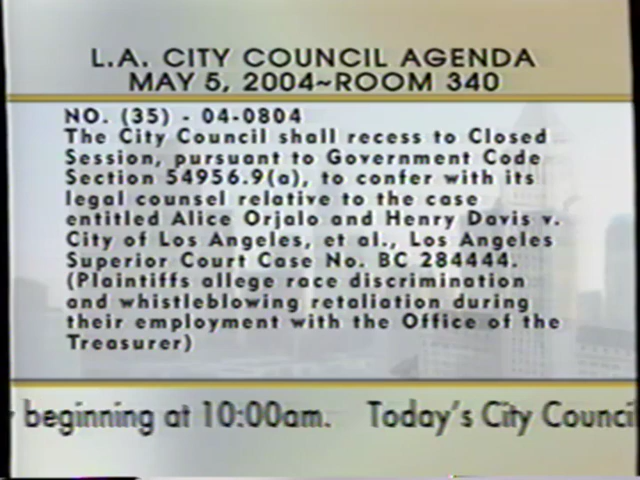 L.A. CITY COUNCIL AGENDA
MAY 5, 2004~ROOM 340
NO. (35) - 04-0804
The City Council shall recess to Closed
Session, pursuant to Government Code
Section 54956.9(a), to confer with its
legal counsel relative to the case
entitled Alice Orjalo and Henry Davis v.
City of Los Angeles, et al., Los Angeles
Superior Court Case No. BC 284444.
(Plaintiffs allege race discrimination
and whistleblowing retaliation during
their employment with the Office of the
Treasurer)
beginning at 10:00am. Today's City Counci